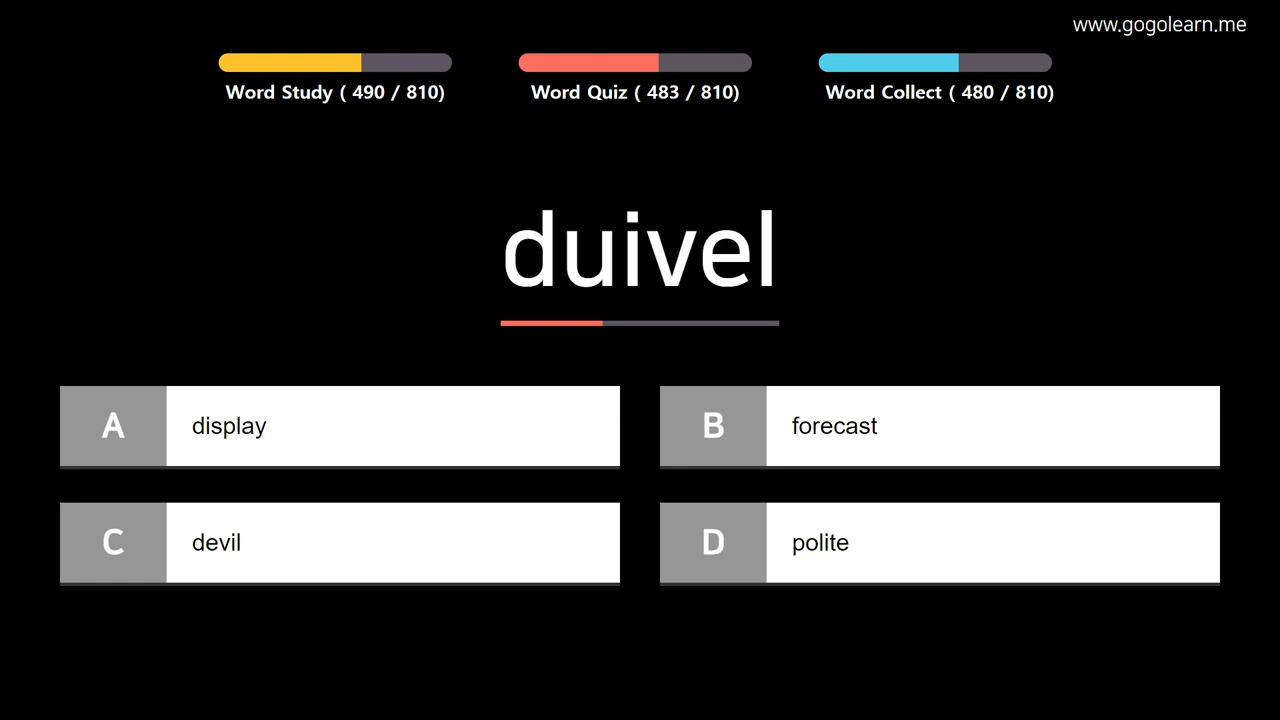 www.gogolearn.me
Word Study ( 490 / 810)
Word Quiz ( 483 / 810)
Word Collect ( 480 / 810)
duivel
A display
B forecast
C devil
D polite